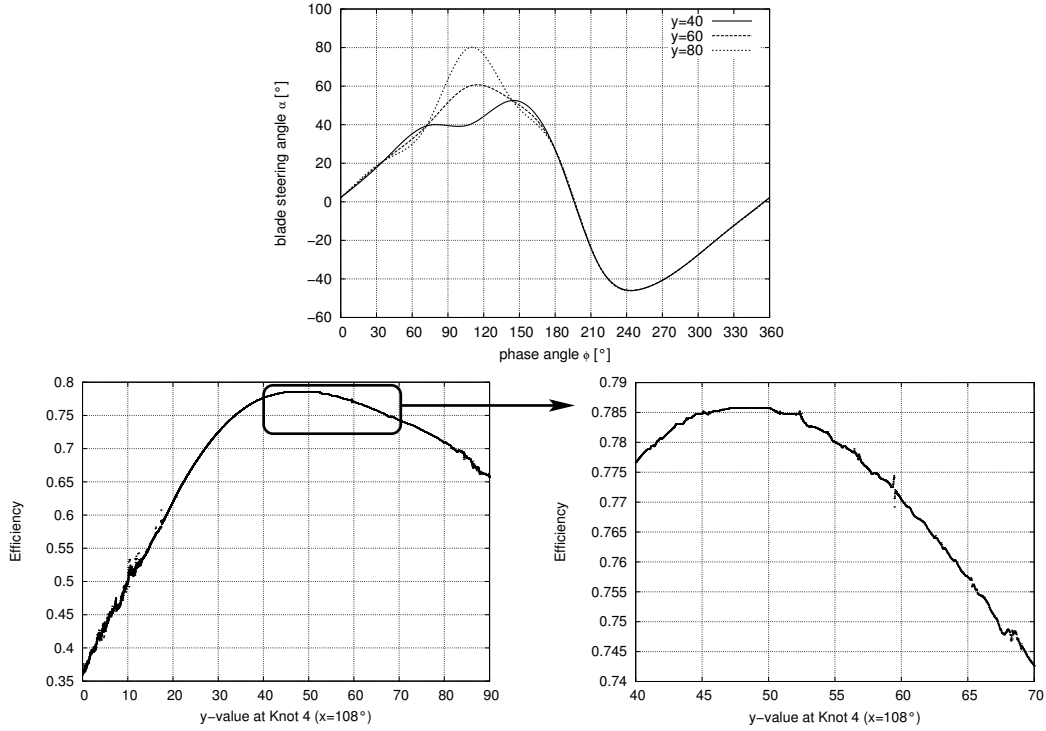 100
80
60
40
20
0
−20
−40
−60
blade steering angle α [°]
y=40
y=60
y=80
0 30 60 90 120 150 180 210 240 270 300 330 360
phase angle ϕ [°]
0.8
0.75
0.7
0.65
0.6
0.55
0.5
0.45
0.4
0.35
Efficiency
0 10 20 30 40 50 60 70 80 90
y−value at Knot 4 (x=108°)
0.79
0.785
0.78
0.775
0.77
0.765
0.76
0.755
0.75
0.745
0.74
Efficiency
40 45 50 55 60 65 70
y−value at Knot 4 (x=108°)